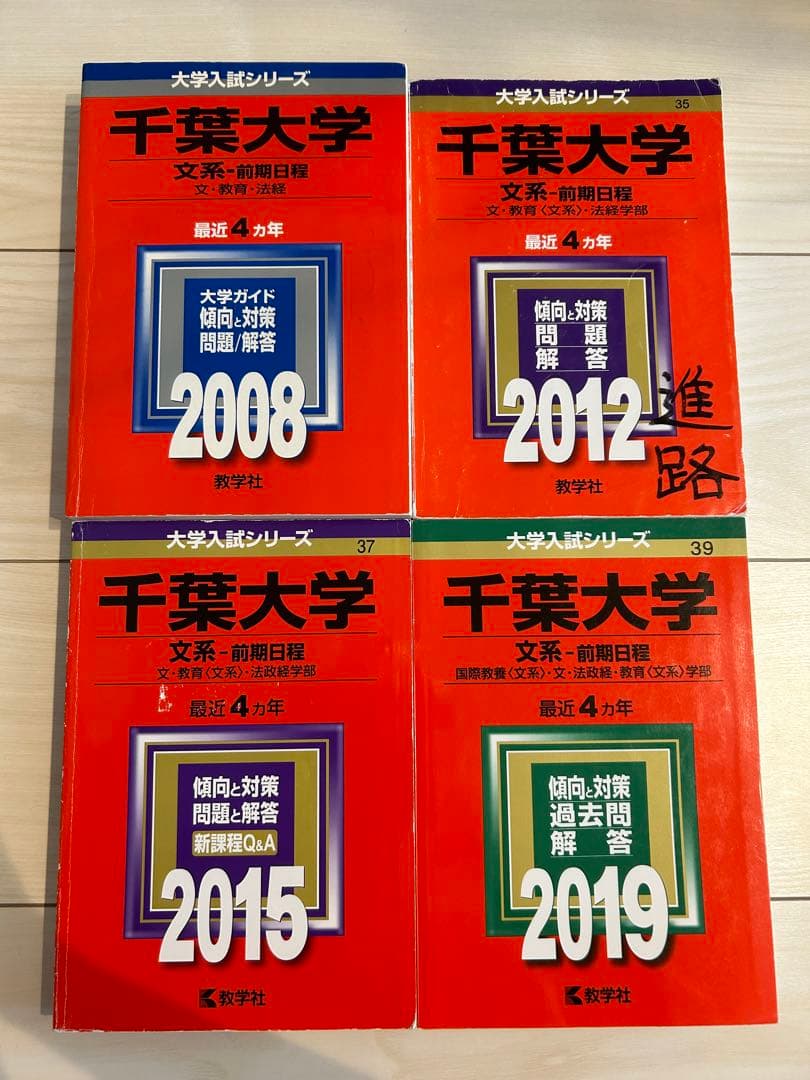 大学入試シリーズ
千葉大学
文系-前期日程
文・教育・法経
最近4ヵ年
大学ガイド
傾向と対策
問題/解答
2008
教学社
大学入試シリーズ
35
千葉大学
文系-前期日程
文・教育〈文系〉・法経学部
最近4ヵ年
傾向と対策
問題
解答
2012
進路
教学社
大学入試シリーズ
37
千葉大学
文系-前期日程
文・教育〈文系〉・法政経学部
最近4ヵ年
傾向と対策
問題と解答
新課程Q&A
2015
教学社
大学入試シリーズ
39
千葉大学
文系-前期日程
国際教養〈文系〉・文・法政経・教育〈文系〉学部
最近4ヵ年
傾向と対策
過去問
解答
2019
教学社